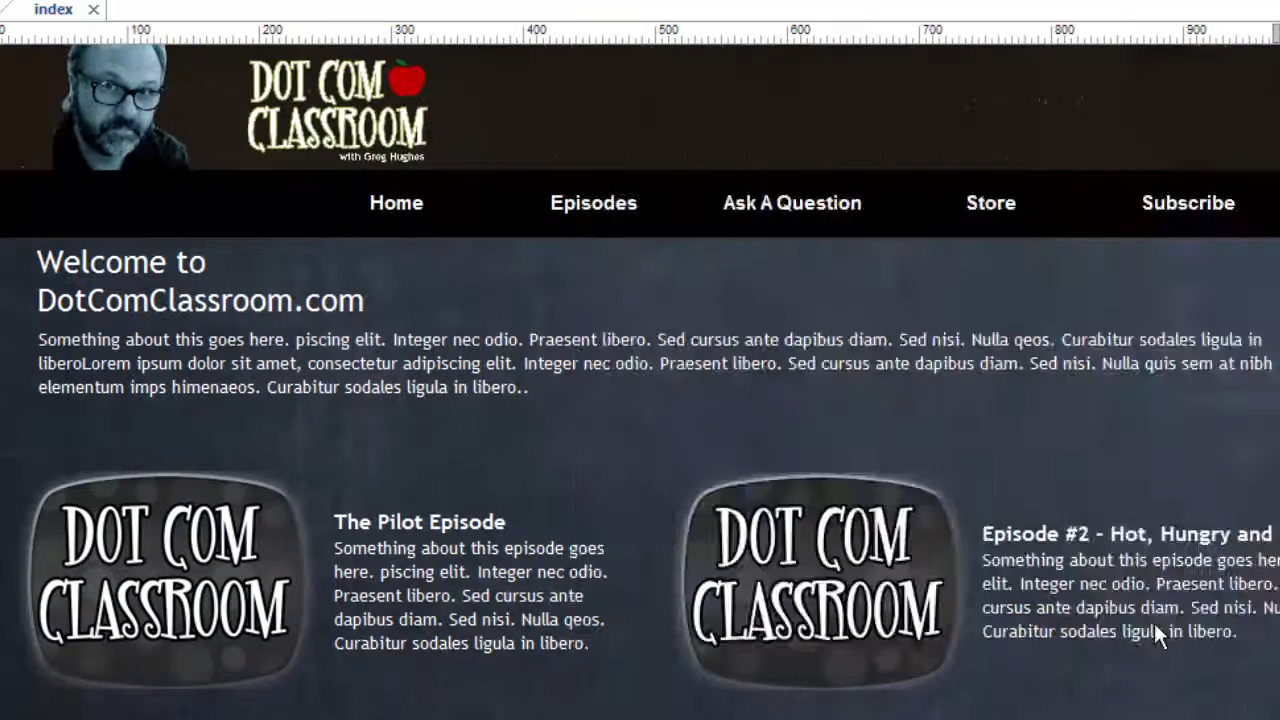 index
0 100 200 300 400 500 600 700 800 900
DOT COM
CLASSROOM
with Greg Hughes
Home Episodes Ask A Question Store Subscribe
Welcome to
DotComClassroom.com
Something about this goes here. piscing elit. Integer nec odio. Praesent libero. Sed cursus ante dapibus diam. Sed nisi. Nulla qeos. Curabitur sodales ligula in
liberoLorem ipsum dolor sit amet, consectetur adipiscing elit. Integer nec odio. Praesent libero. Sed cursus ante dapibus diam. Sed nisi. Nulla quis sem at nibh
elementum imps himenaeos. Curabitur sodales ligula in libero..
DOT COM
CLASSROOM
The Pilot Episode
Something about this episode goes
here. piscing elit. Integer nec odio.
Praesent libero. Sed cursus ante
dapibus diam. Sed nisi. Nulla qeos.
Curabitur sodales ligula in libero.
DOT COM
CLASSROOM
Episode #2 - Hot, Hungry and
Something about this episode goes
elit. Integer nec odio. Praesent libero.
cursus ante dapibus diam. Sed nisi.
Curabitur sodales ligula in libero.